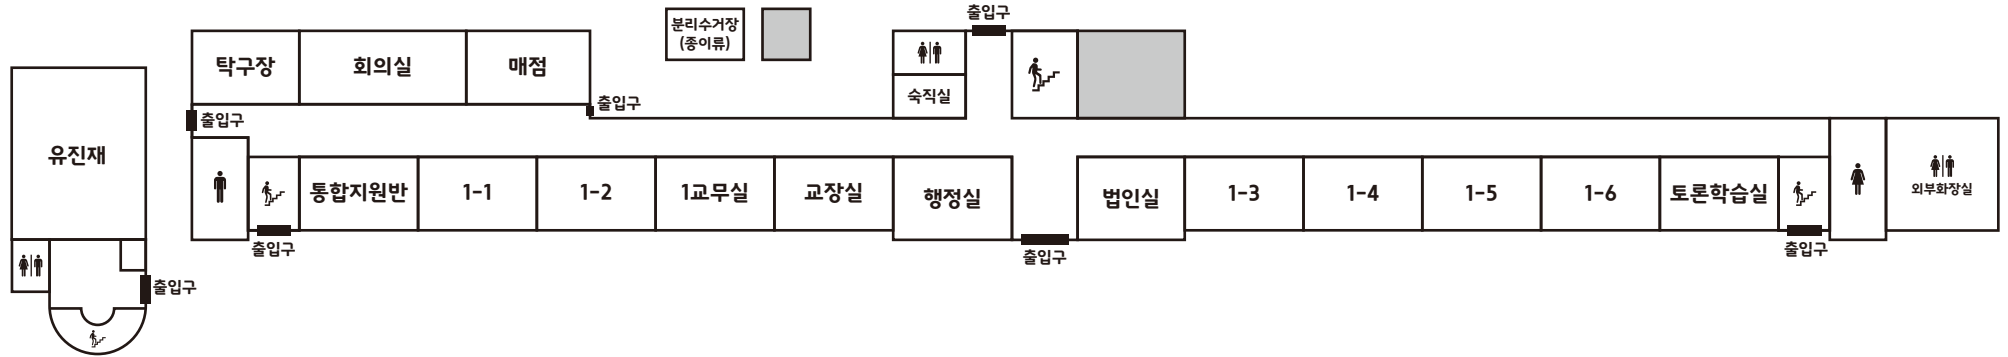 분리수거장
(종이류)
출입구
탁구장
회의실
매점
출입구
숙직실
출입구
유진재
통합지원반
1-1
1-2
1교무실
교장실
행정실
법인실
1-3
1-4
1-5
1-6
토론학습실
외부화장실
출입구
출입구
출입구
출입구